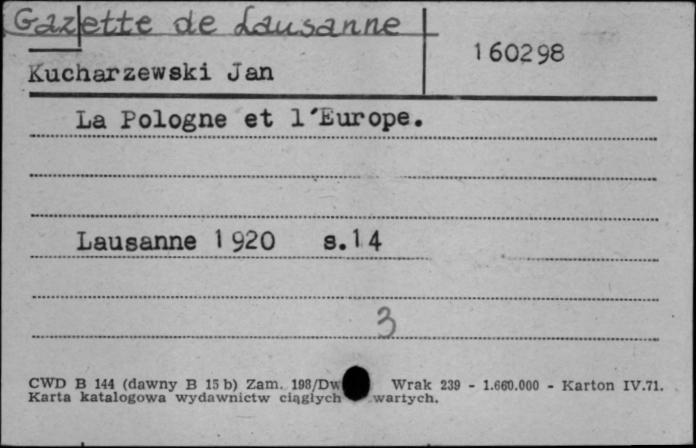 Gazette de Lausanne
160298
Kucharzewski Jan
La Pologne et l'Europe.
Lausanne 1920 s.14
3
CWD B 144 (dawny B 15 b) Zam. 198/Dw Wrak 239 - 1.660.000 - Karton IV.71.
Karta katalogowa wydawnictw ciągłych wartych.